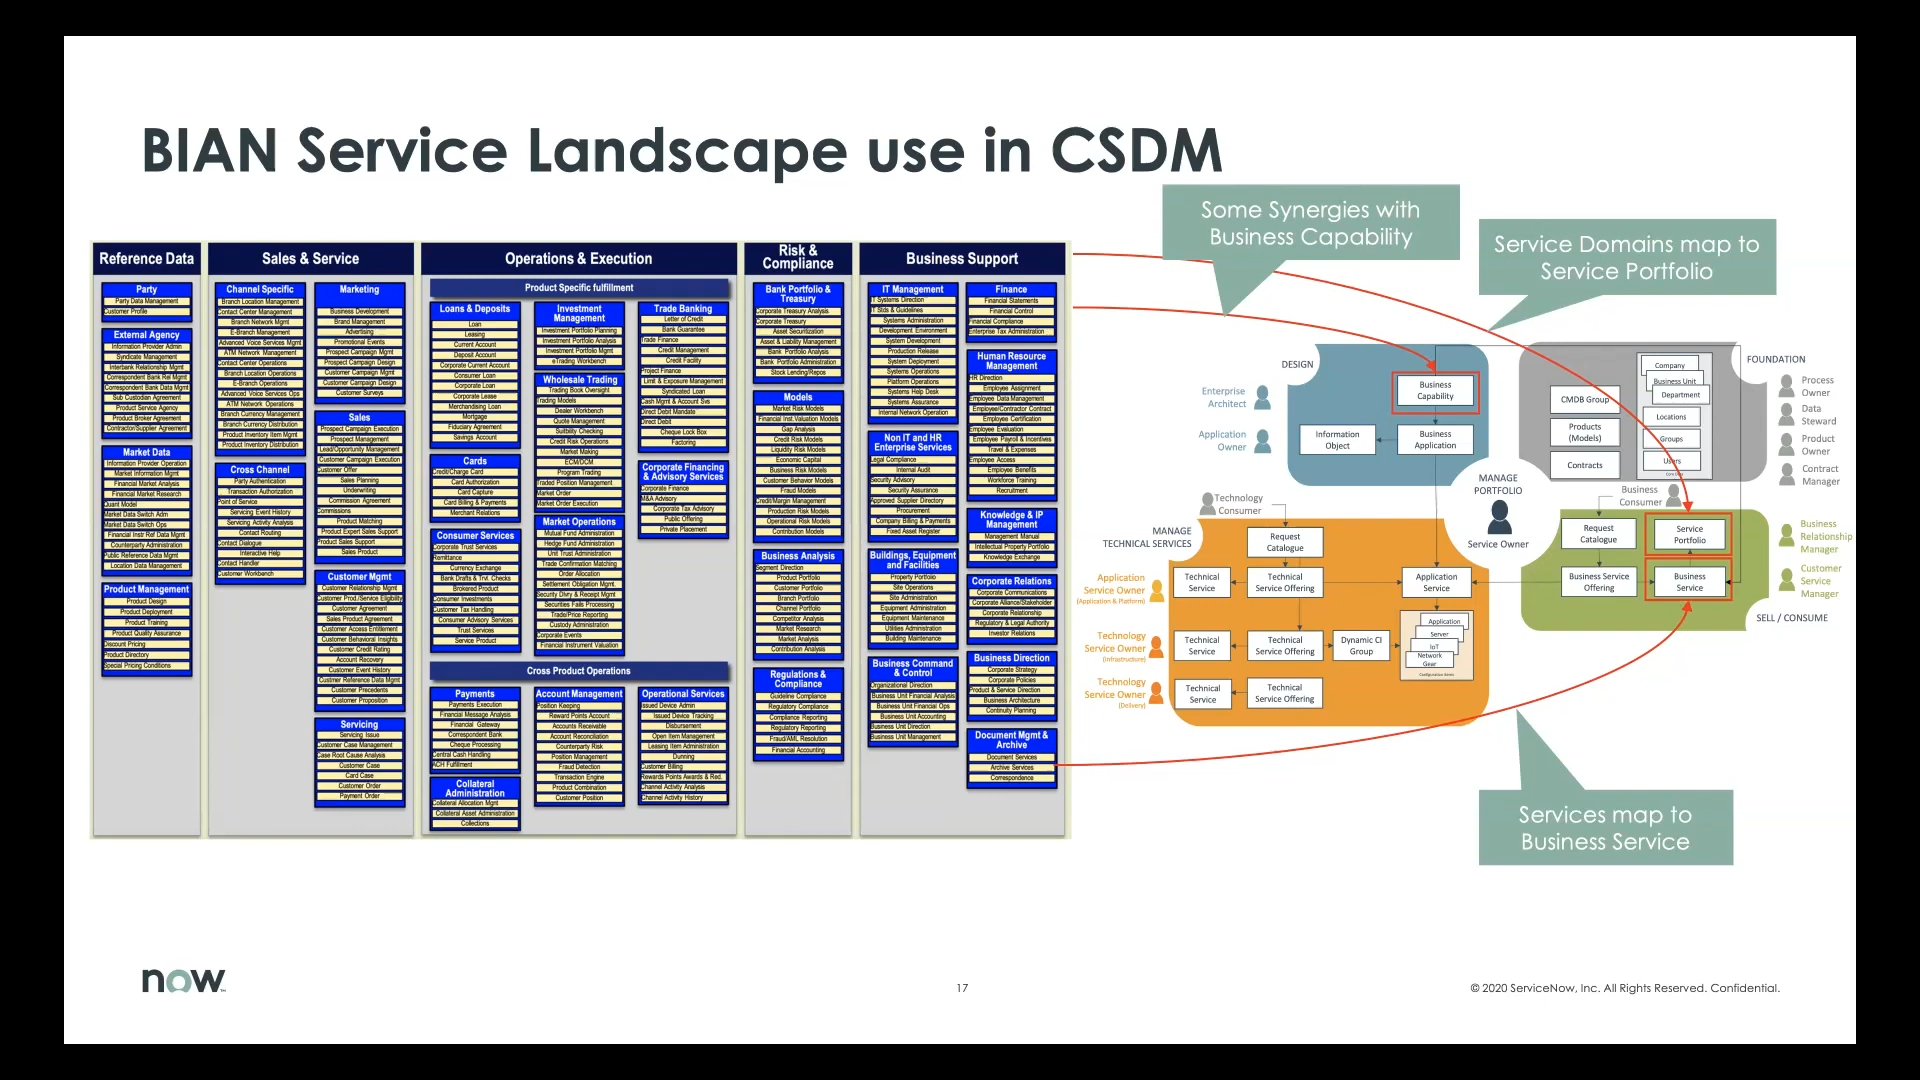 BIAN Service Landscape use in CSDM
Some Synergies with
Business Capability
Service Domains map to
Service Portfolio
Services map to
Business Service
Reference Data
Party
Party Data Management
Customer Profile
External Agency
Information Provider Admin
Syndicate Management
Interbank Relationship Mgmt
Correspondent Bank Rel Mgmt
Correspondent Bank Data Mgmt
Sub Custodian Agreement
Product Service Agency
Product Broker Agreement
Contractor/Supplier Agreement
Market Data
Information Provider Operation
Market Information Mgmt
Financial Market Analysis
Financial Market Research
Quant Model
Market Data Switch Adm
Market Data Switch Ops
Financial Instr Ref Data Mgmt
Counterparty Administration
Public Reference Data Mgmt
Location Data Management
Product Management
Product Design
Product Deployment
Product Training
Product Quality Assurance
Discount Pricing
Product Directory
Special Pricing Conditions
Sales & Service
Channel Specific
Branch Location Management
Contact Center Management
Branch Network Mgmt
E-Branch Management
Advanced Voice Services Mgmt
ATM Network Management
Contact Center Operations
Branch Location Operations
E-Branch Operations
Advanced Voice Services Ops
ATM Network Operations
Branch Currency Management
Branch Currency Distribution
Product Inventory Item Mgmt
Product Inventory Distribution
Cross Channel
Party Authentication
Transaction Authorization
Point of Service
Servicing Event History
Servicing Activity Analysis
Contact Routing
Contact Dialogue
Interactive Help
Contact Handler
Customer Workbench
Marketing
Business Development
Brand Management
Advertising
Promotional Events
Prospect Campaign Mgmt
Prospect Campaign Design
Customer Campaign Mgmt
Customer Campaign Design
Customer Surveys
Sales
Prospect Campaign Execution
Prospect Management
Lead/Opportunity Management
Customer Campaign Execution
Customer Offer
Sales Planning
Underwriting
Commission Agreement
Commissions
Product Matching
Product Expert Sales Support
Product Sales Support
Sales Product
Customer Mgmt
Customer Relationship Mgmt
Customer Prod./Service Eligibility
Customer Agreement
Sales Product Agreement
Customer Access Entitlement
Customer Behavioral Insights
Customer Credit Rating
Account Recovery
Customer Event History
Custmer Reference Data Mgmt
Customer Precedents
Customer Proposition
Servicing
Servicing Issue
Customer Case Management
Case Root Cause Analysis
Customer Case
Card Case
Customer Order
Payment Order
Operations & Execution
Product Specific fulfillment
Loans & Deposits
Loan
Leasing
Current Account
Deposit Account
Corporate Current Account
Consumer Loan
Corporate Loan
Corporate Lease
Merchandising Loan
Mortgage
Fiduciary Agreement
Savings Account
Cards
Credit/Charge Card
Card Authorization
Card Capture
Card Billing & Payments
Merchant Relations
Consumer Services
Corporate Trust Services
Remittance
Currency Exchange
Bank Drafts & Trvl. Checks
Brokered Product
Consumer Investments
Customer Tax Handling
Consumer Advisory Services
Trust Services
Service Product
Investment
Management
Investment Portfolio Planning
Investment Portfolio Analysis
Investment Portfolio Mgmt
eTrading Workbench
Wholesale Trading
Trading Book Oversight
Trading Models
Dealer Workbench
Quote Management
Suitbilty Checking
Credit Risk Operations
Market Making
ECM/DCM
Program Trading
Traded Position Management
Market Order
Market Order Execution
Market Operations
Mutual Fund Administration
Hedge Fund Administration
Unit Trust Administration
Trade Confirmation Matching
Order Allocation
Settlement Obligation Mgmt.
Security Dlvry & Receipt Mgmt
Securities Fails Processing
Trade/Price Reporting
Custody Administration
Corporate Events
Financial Instrument Valuation
Trade Banking
Letter of Credit
Bank Guarantee
Trade Finance
Credit Management
Credit Facility
Project Finance
Limit & Exposure Management
Syndicated Loan
Cash Mgmt & Account Svs
Direct Debit Mandate
Direct Debit
Cheque Lock Box
Factoring
Corporate Financing
& Advisory Services
Corporate Finance
M&A Advisory
Corporate Tax Advisory
Public Offering
Private Placement
Cross Product Operations
Payments
Payments Execution
Financial Message Analysis
Financial Gateway
Correspondent Bank
Cheque Processing
Central Cash Handling
ACH Fulfillment
Collateral
Administration
Collateral Allocation Mgnt
Collateral Asset Administration
Collections
Account Management
Position Keeping
Reward Points Account
Accounts Receivable
Account Reconciliation
Counterparty Risk
Position Management
Fraud Detection
Transaction Engine
Product Combination
Customer Position
Operational Services
Issued Device Admin
Issued Device Tracking
Disbursement
Open Item Management
Leasing Item Administration
Dunning
Customer Billing
Rewards Points Awards & Red.
Channel Activity Analysis
Channel Activity History
Risk &
Compliance
Bank Portfolio &
Treasury
Corporate Treasury Analysis
Corporate Treasury
Asset Securitization
Asset & Liability Management
Bank Portfolio Analysis
Bank Portfolio Administration
Stock Lending/Repos
Models
Market Risk Models
Financial Inst.Valuation Models
Gap Analysis
Credit Risk Models
Liquidity Risk Models
Economic Capital
Business Risk Models
Customer Behavior Models
Fraud Models
Credit/Margin Management
Production Risk Models
Operational Risk Models
Contribution Models
Business Analysis
Segment Direction
Product Portfolio
Customer Portfolio
Branch Portfolio
Channel Portfolio
Competitor Analysis
Market Research
Market Analysis
Contribution Analysis
Regulations &
Compliance
Guideline Compliance
Regulatory Compliance
Compliance Reporting
Regulatory Reporting
Fraud/AML Resolution
Financial Accounting
Business Support
IT Management
IT Systems Direction
IT Stds & Guidelines
Systems Administration
Development Environment
System Development
Production Release
System Deployment
Systems Operations
Platform Operations
Systems Help Desk
Systems Assurance
Internal Network Operation
Non IT and HR
Enterprise Services
Legal Compliance
Internal Audit
Security Advisory
Security Assurance
Approved Supplier Directory
Procurement
Company Billing & Payments
Fixed Asset Register
Buildings, Equipment
and Facilities
Property Portfolio
Site Operations
Site Administration
Equipment Administration
Equipment Maintenance
Utilities Administration
Building Maintenance
Business Command
& Control
Organizational Direction
Business Unit Financial Analysis
Business Unit Financial Ops
Business Unit Accounting
Business Unit Direction
Business Unit Management
Finance
Financial Statements
Financial Control
Financial Compliance
Enterprise Tax Administration
Human Resource
Management
HR Direction
Employee Assignment
Employee Data Management
Employee/Contractor Contract
Employee Certification
Employee Evaluation
Employee Payroll & Incentives
Travel & Expenses
Employee Access
Employee Benefits
Workforce Training
Recruitment
Knowledge & IP
Management
Management Manual
Intellectual Property Portfolio
Knowledge Exchange
Corporate Relations
Corporate Communications
Corporate Alliance/Stakeholder
Corporate Relationship
Regulatory & Legal Authority
Investor Relations
Business Direction
Corporate Strategy
Corporate Policies
Product & Service Direction
Business Architecture
Continuity Planning
Document Mgmt &
Archive
Document Services
Archive Services
Correspondence
DESIGN
Enterprise
Architect
Application
Owner
Business
Capability
Information
Object
Business
Application
FOUNDATION
CMDB Group
Products
(Models)
Contracts
Company
Business Unit
Department
Locations
Groups
Users
Process
Owner
Data
Steward
Product
Owner
Contract
Manager
MANAGE
PORTFOLIO
Service Owner
Technology
Consumer
MANAGE
TECHNICAL SERVICES
Request
Catalogue
Application
Service Owner
(Application & Platform)
Technical
Service
Technical
Service Offering
Application
Service
Technology
Service Owner
(Infrastructure)
Technical
Service
Technical
Service Offering
Dynamic CI
Group
Application
Server
IoT
Network
Gear
Configuration Items
Technology
Service Owner
(Delivery)
Technical
Service
Technical
Service Offering
Business
Consumer
Request
Catalogue
Service
Portfolio
Business Service
Offering
Business
Service
Business
Relationship
Manager
Customer
Service
Manager
SELL / CONSUME
now
17
© 2020 ServiceNow, Inc. All Rights Reserved. Confidential.